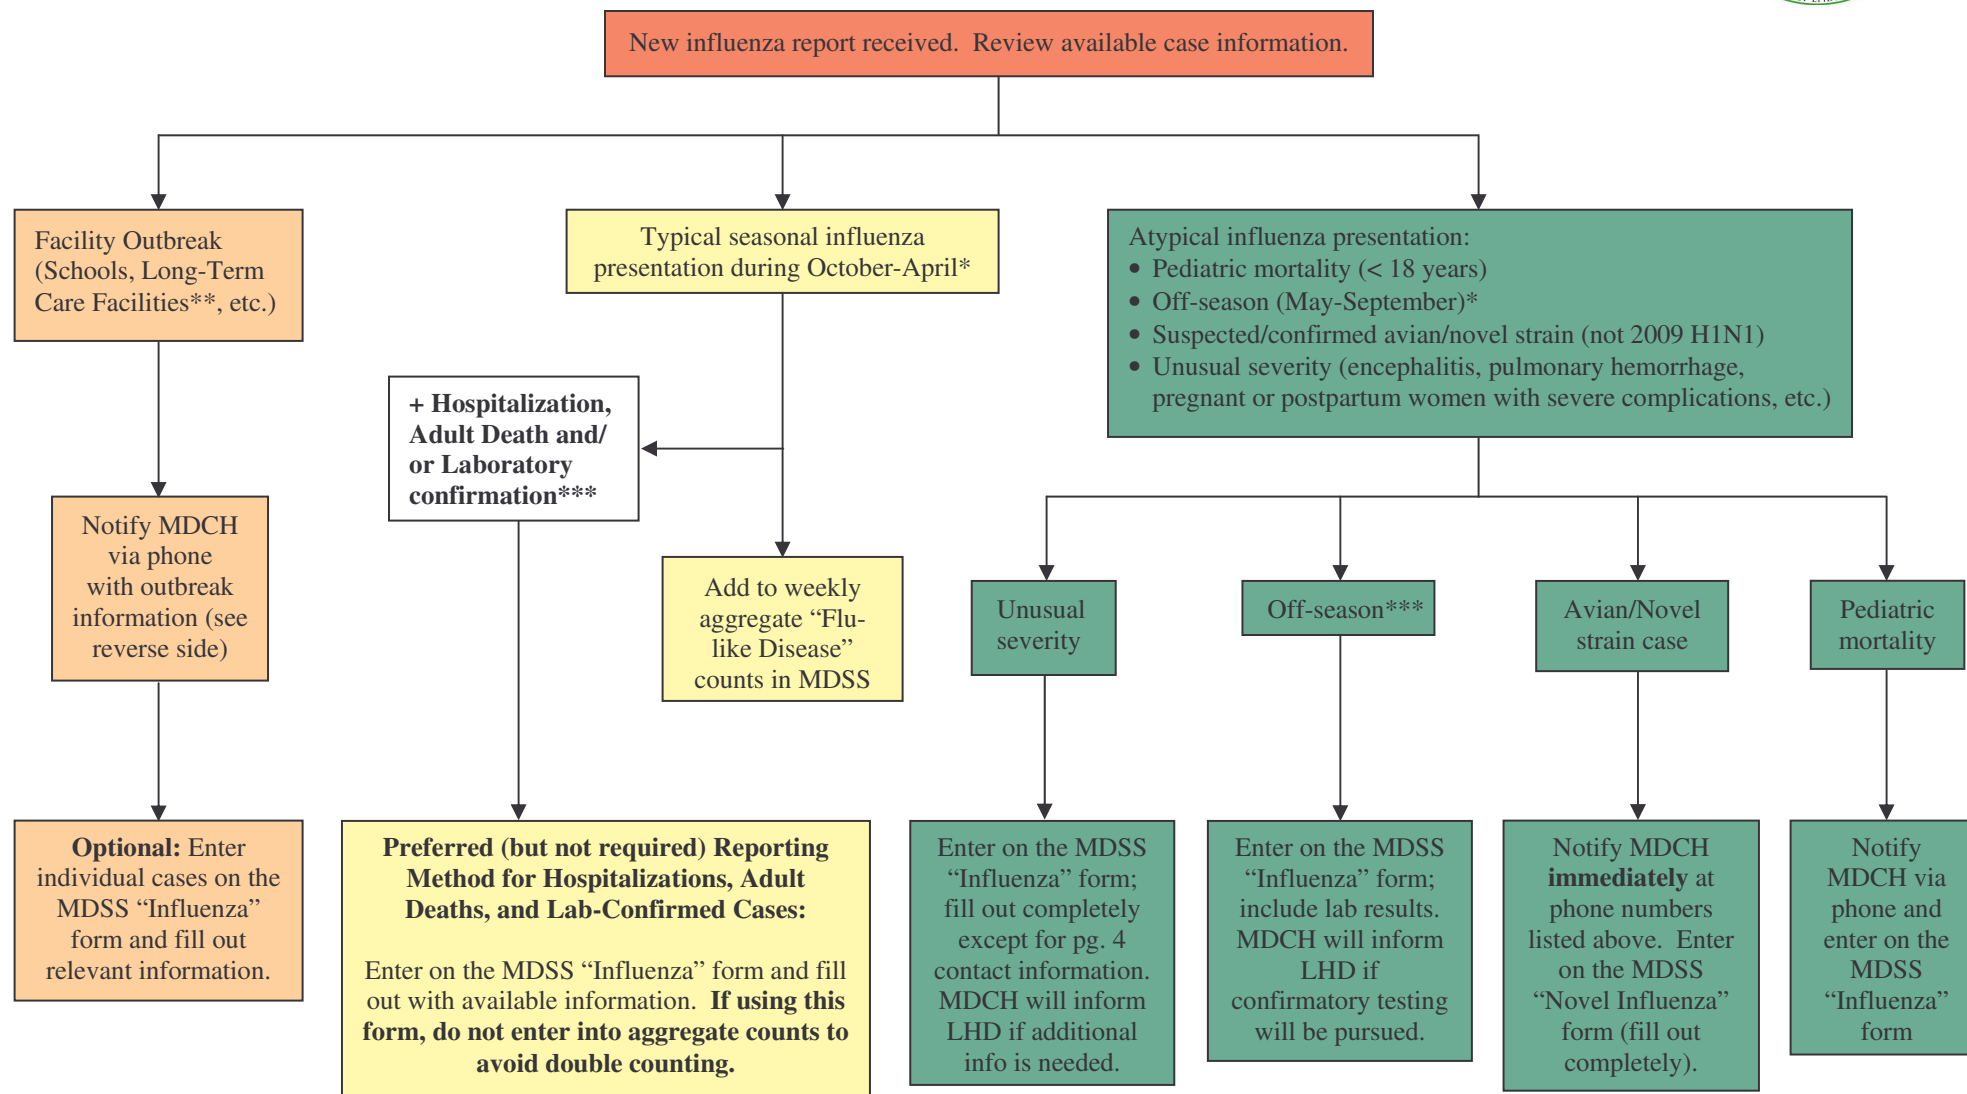 New influenza report received.  Review available case information.
Facility Outbreak
(Schools, Long-Term
Care Facilities**, etc.)
Typical seasonal influenza
presentation during October-April*
Atypical influenza presentation:
• Pediatric mortality (< 18 years)
• Off-season (May-September)*
• Suspected/confirmed avian/novel strain (not 2009 H1N1)
• Unusual severity (encephalitis, pulmonary hemorrhage,
pregnant or postpartum women with severe complications, etc.)
+ Hospitalization,
Adult Death and/
or Laboratory
confirmation***
Notify MDCH
via phone
with outbreak
information (see
reverse side)
Add to weekly
aggregate “Flu-
like Disease”
counts in MDSS
Unusual
severity
Off-season***
Avian/Novel
strain case
Pediatric
mortality
Optional: Enter
individual cases on the
MDSS “Influenza”
form and fill out
relevant information.
Preferred (but not required) Reporting
Method for Hospitalizations, Adult
Deaths, and Lab-Confirmed Cases:
Enter on the MDSS “Influenza” form and fill
out with available information.  If using this
form, do not enter into aggregate counts to
avoid double counting.
Enter on the MDSS
“Influenza” form;
fill out completely
except for pg. 4
contact information.
MDCH will inform
LHD if additional
info is needed.
Enter on the MDSS
“Influenza” form;
include lab results.
MDCH will inform
LHD if
confirmatory testing
will be pursued.
Notify MDCH
immediately at
phone numbers
listed above.  Enter
on the MDSS
“Novel Influenza”
form (fill out
completely).
Notify
MDCH via
phone and
enter on the
MDSS
“Influenza”
form